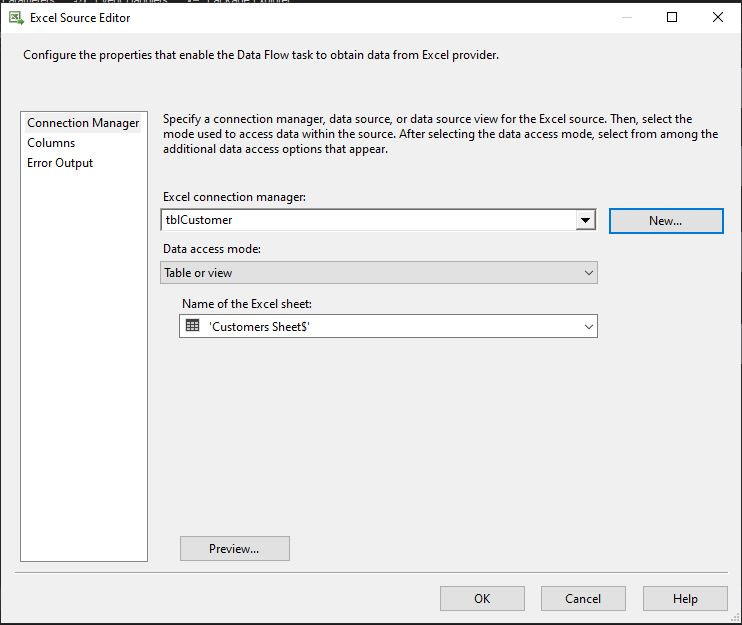 Excel Source Editor
Configure the properties that enable the Data Flow task to obtain data from Excel provider.
Connection Manager
Columns
Error Output
Specify a connection manager, data source, or data source view for the Excel source. Then, select the
mode used to access data within the source. After selecting the data access mode, select from among the
additional data access options that appear.
Excel connection manager:
tblCustomer
New...
Data access mode:
Table or view
Name of the Excel sheet:
'Customers Sheet$'
Preview...
OK
Cancel
Help